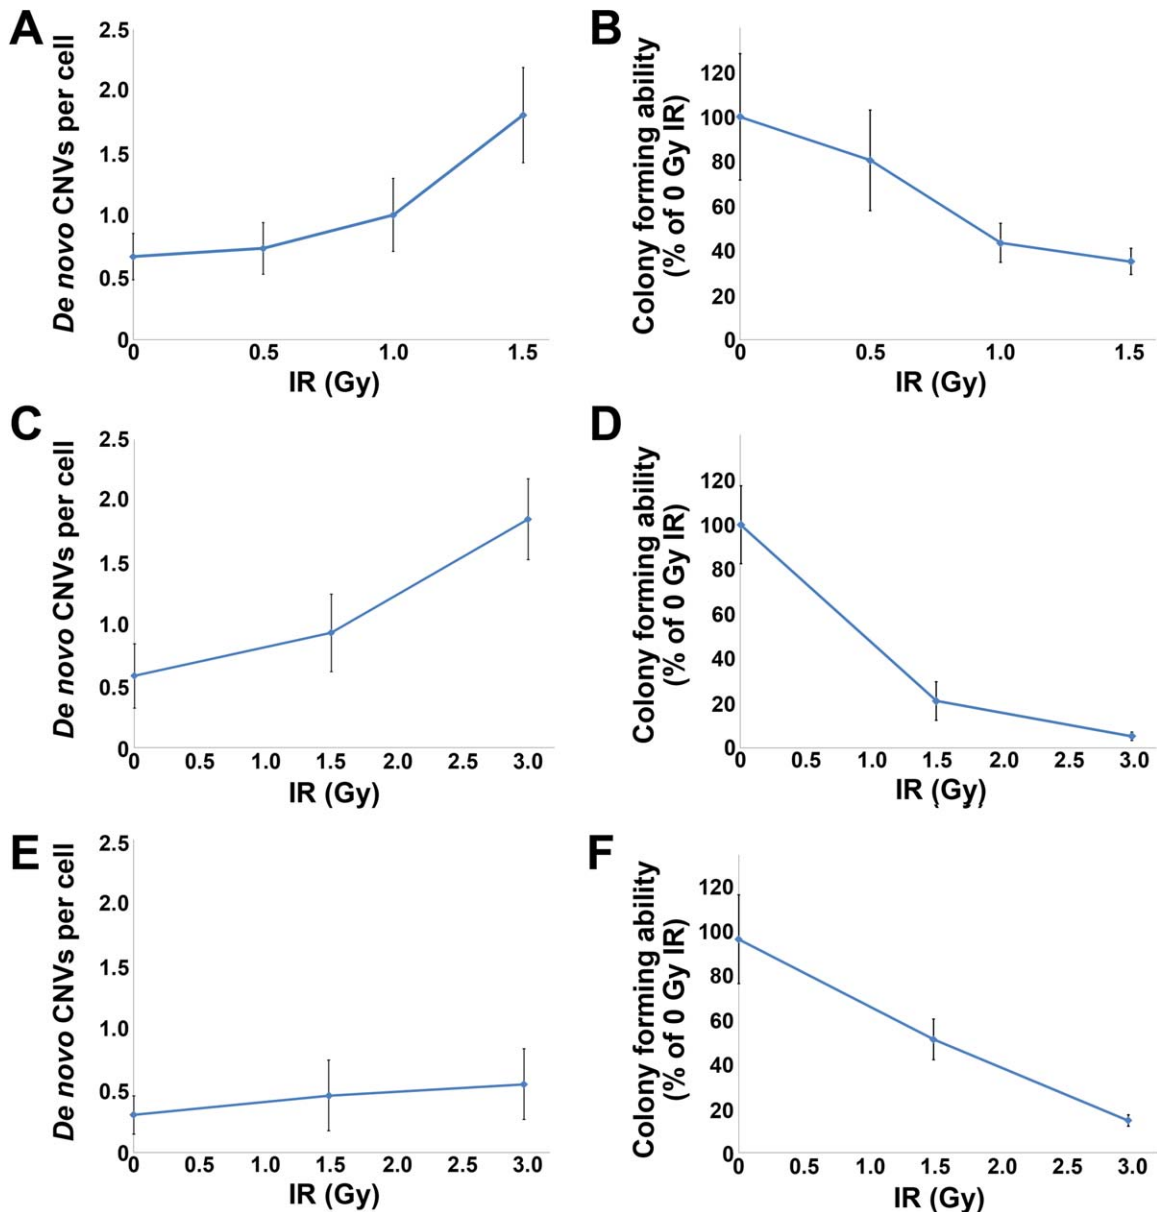 A
De novo CNVs per cell
2.5
2.0
1.5
1.0
0.5
0
0 0.5 1.0 1.5
IR (Gy)
B
Colony forming ability
(% of 0 Gy IR)
120
100
80
60
40
20
0
0 0.5 1.0 1.5
IR (Gy)
C
De novo CNVs per cell
2.5
2.0
1.5
1.0
0.5
0
0 0.5 1.0 1.5 2.0 2.5 3.0
IR (Gy)
D
Colony forming ability
(% of 0 Gy IR)
120
100
80
60
40
20
0
0 0.5 1.0 1.5 2.0 2.5 3.0
IR (Gy)
E
De novo CNVs per cell
2.5
2.0
1.5
1.0
0.5
0
0 0.5 1.0 1.5 2.0 2.5 3.0
IR (Gy)
F
Colony forming ability
(% of 0 Gy IR)
120
100
80
60
40
20
0
0 0.5 1.0 1.5 2.0 2.5 3.0
IR (Gy)